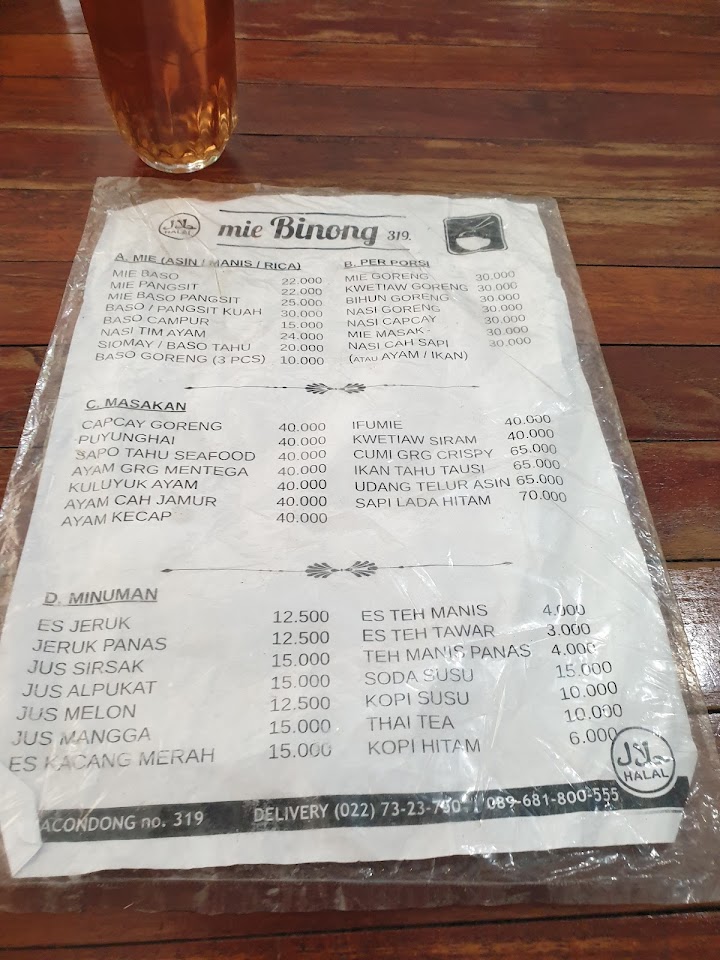 حلال
HALAL
mie Binong 319.
A. MIE (ASIN / MANIS / RICA)
MIE BASO 22.000
MIE PANGSIT 22.000
MIE BASO PANGSIT 25.000
BASO / PANGSIT KUAH 30.000
BASO CAMPUR 15.000
NASI TIM AYAM 24.000
SIOMAY / BASO TAHU 20.000
BASO GORENG (3 PCS) 10.000
B. PER PORSI
MIE GORENG 30.000
KWETIAW GORENG 30.000
BIHUN GORENG 30.000
NASI GORENG 30.000
NASI CAPCAY 30.000
MIE MASAK 30.000
NASI CAH SAPI 30.000
(ATAU AYAM / IKAN)
C. MASAKAN
CAPCAY GORENG 40.000
PUYUNGHAI 40.000
SAPO TAHU SEAFOOD 40.000
AYAM GRG MENTEGA 40.000
KULUYUK AYAM 40.000
AYAM CAH JAMUR 40.000
AYAM KECAP 40.000
IFUMIE 40.000
KWETIAW SIRAM 40.000
CUMI GRG CRISPY 65.000
IKAN TAHU TAUSI 65.000
UDANG TELUR ASIN 65.000
SAPI LADA HITAM 70.000
D. MINUMAN
ES JERUK 12.500
JERUK PANAS 12.500
JUS SIRSAK 15.000
JUS ALPUKAT 15.000
JUS MELON 12.500
JUS MANGGA 15.000
ES KACANG MERAH 15.000
ES TEH MANIS 4.000
ES TEH TAWAR 3.000
TEH MANIS PANAS 4.000
SODA SUSU 15.000
KOPI SUSU 10.000
THAI TEA 10.000
KOPI HITAM 6.000
حلال
HALAL
ACONDONG no. 319 DELIVERY (022) / 089-681-800-555